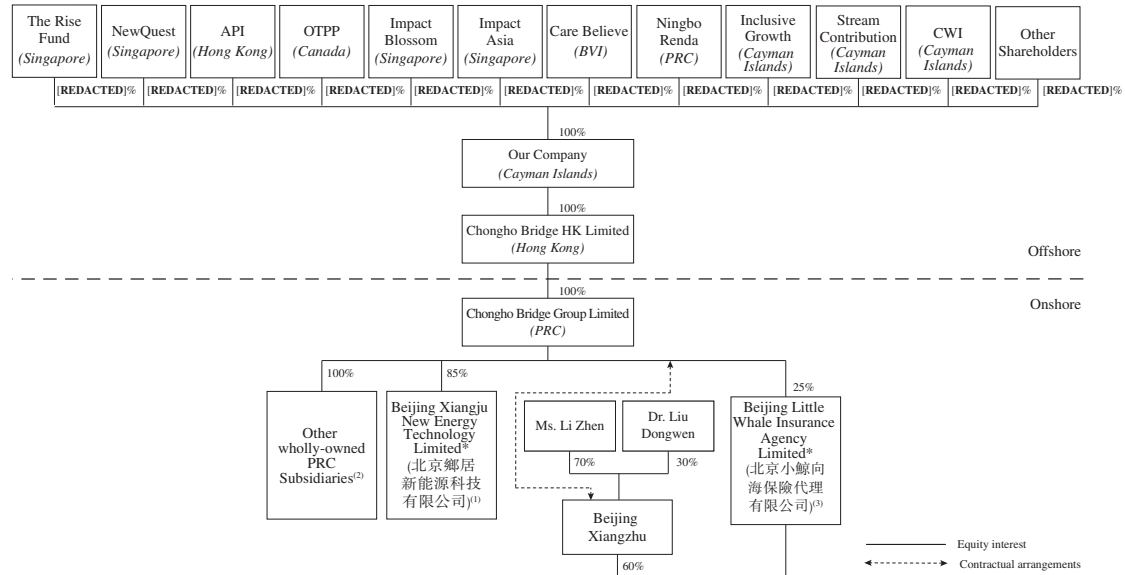 The Rise
Fund
(Singapore)
NewQuest
(Singapore)
API
(Hong Kong)
OTPP
(Canada)
Impact
Blossom
(Singapore)
Impact
Asia
(Singapore)
Care Believe
(BVI)
Ningbo
Renda
(PRC)
Inclusive
Growth
(Cayman
Islands)
Stream
Contribution
(Cayman
Islands)
CWI
(Cayman
Islands)
Other
Shareholders
[REDACTED]%
[REDACTED]%
[REDACTED]%
[REDACTED]%
[REDACTED]%
[REDACTED]%
[REDACTED]%
[REDACTED]%
[REDACTED]%
[REDACTED]%
[REDACTED]%
[REDACTED]%
100%
Our Company
(Cayman Islands)
100%
Chongho Bridge HK Limited
(Hong Kong)
Offshore
Onshore
100%
Chongho Bridge Group Limited
(PRC)
100%
Other
wholly-owned
PRC
Subsidiaries(2)
85%
Beijing Xiangju
New Energy
Technology
Limited*
(北京鄉居
新能源科技
有限公司)(1)
Ms. Li Zhen
Dr. Liu
Dongwen
70%
30%
Beijing
Xiangzhu
60%
25%
Beijing Little
Whale Insurance
Agency
Limited*
(北京小鯨向
海保險代理
有限公司)(3)
Equity interest
Contractual arrangements